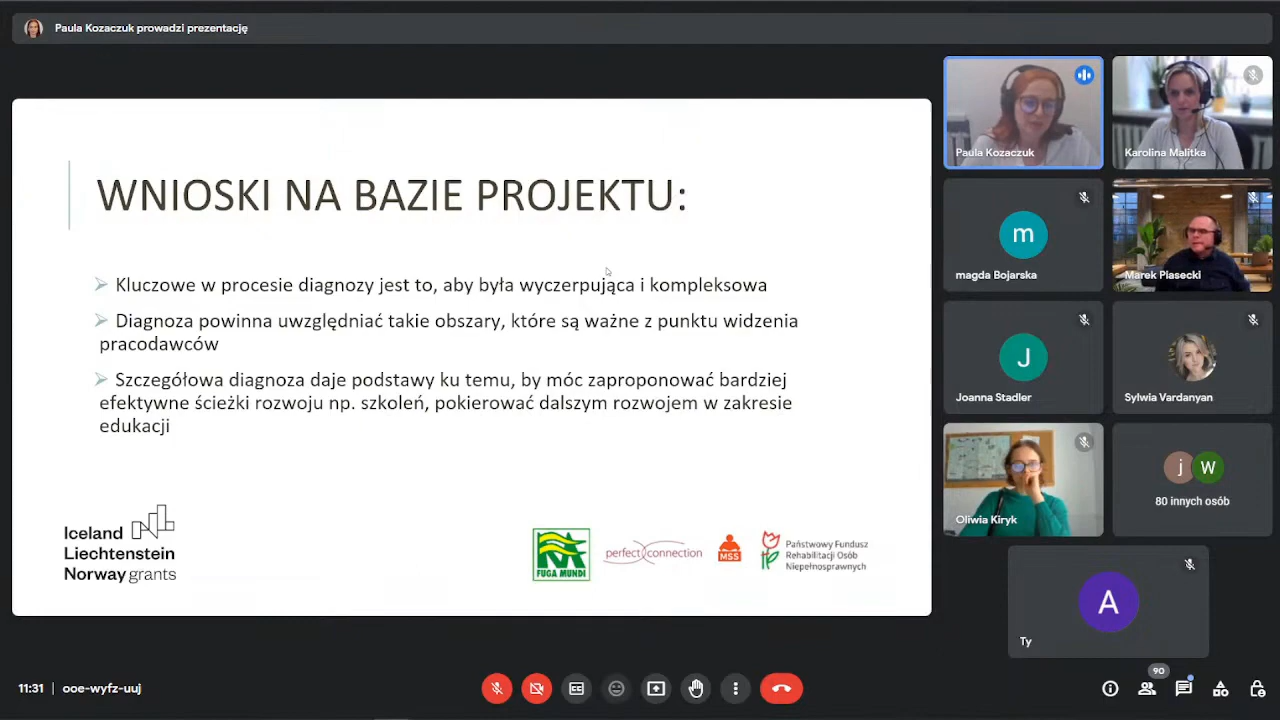 Paula Kozaczuk prowadzi prezentację
WNIOSKI NA BAZIE PROJEKTU:
Kluczowe w procesie diagnozy jest to, aby była wyczerpująca i kompleksowa
Diagnoza powinna uwzględniać takie obszary, które są ważne z punktu widzenia
pracodawców
Szczegółowa diagnoza daje podstawy ku temu, by móc zaproponować bardziej
efektywne ścieżki rozwoju np. szkoleń, pokierować dalszym rozwojem w zakresie
edukacji
Iceland
Liechtenstein
Norway grants
FUGA MUNDI
perfect connection
MSS
Państwowy Fundusz
Rehabilitacji Osób
Niepełnosprawnych
Paula Kozaczuk
Karolina Malitka
m
magda Bojarska
Marek Piasecki
J
Joanna Stadler
Sylwia Vardanyan
Oliwia Kiryk
j W
80 innych osób
A
Ty
11:31 | ooe-wyfz-uuj
90